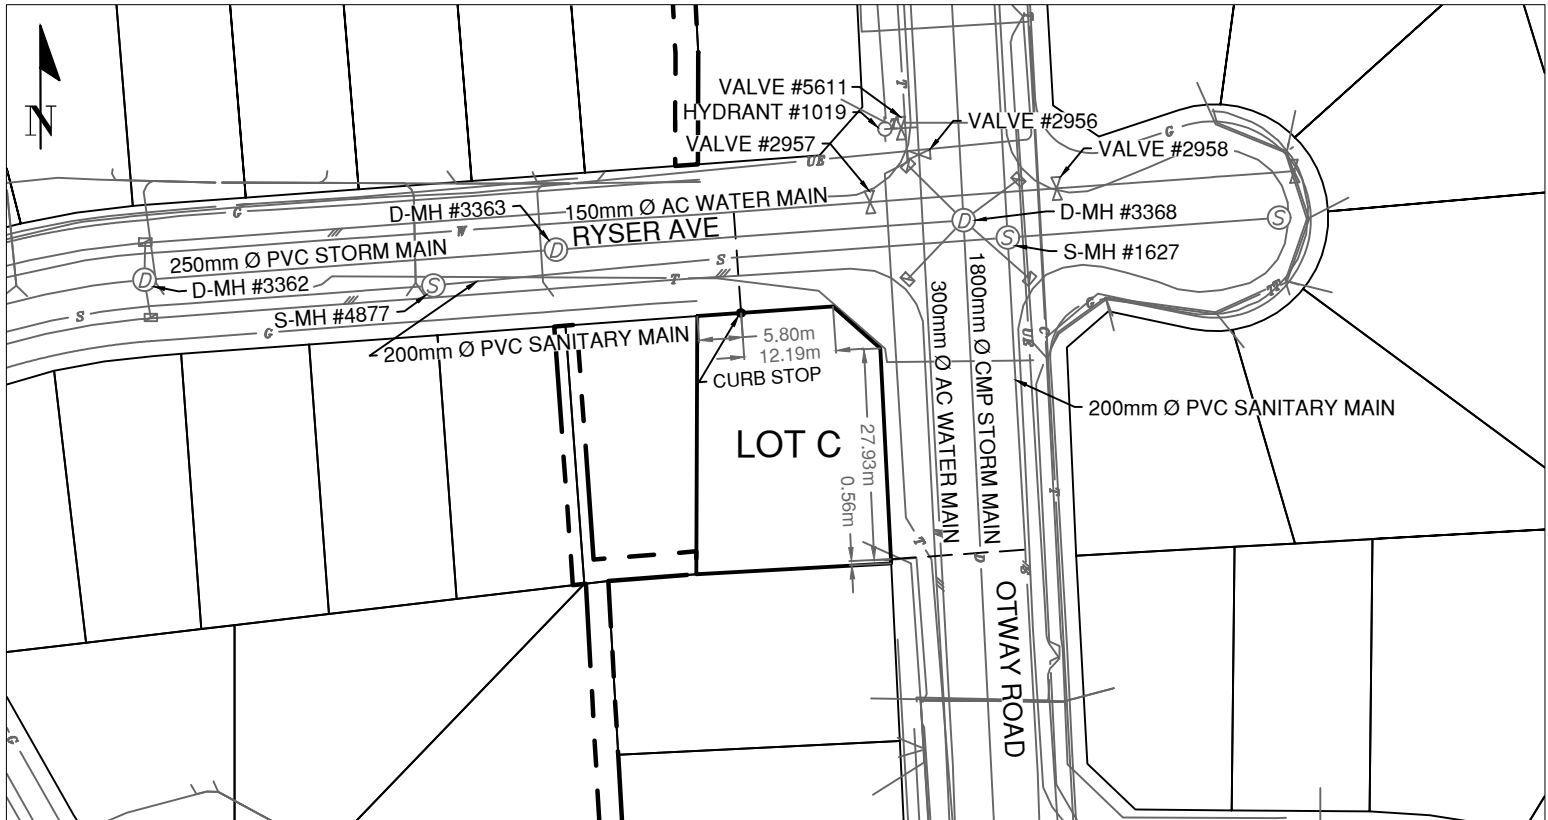 N
VALVE #5611
HYDRANT #1019
VALVE #2956
VALVE #2957
VALVE #2958
T
T
T
G
UE
150mm Ø AC WATER MAIN
D-MH #3363
D-MH #3368
G
W
D
D
S
S
RYSER AVE
250mm Ø PVC STORM MAIN
S-MH #1627
D
D-MH #3362
S
S
T
S-MH #4877
S
G
G
C
UE
200mm Ø PVC SANITARY MAIN
5.80m
12.19m
CURB STOP
1800mm Ø CMP STORM MAIN
300mm Ø AC WATER MAIN
200mm Ø PVC SANITARY MAIN
LOT C
27.93m
0.56m
T
T
W
D
S
OTWAY ROAD
G